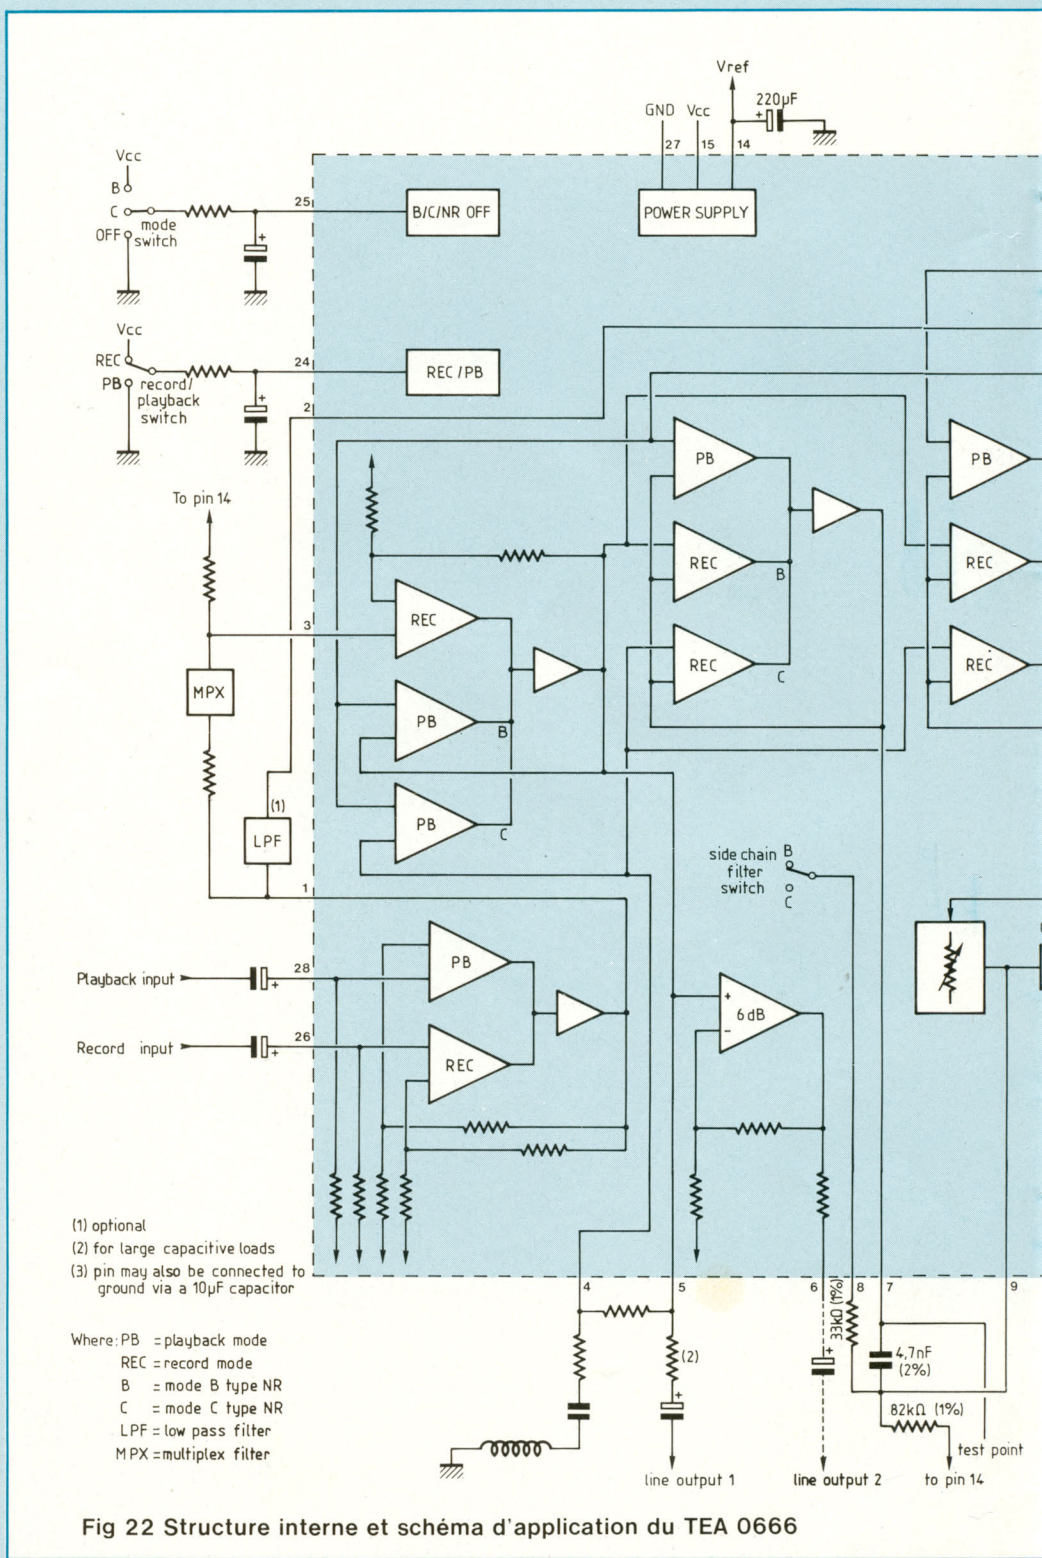 Vref
220µF
+
GND
Vcc
27
15
14
Vcc
B
C
OFF
mode
switch
+
25
B/C/NR OFF
POWER SUPPLY
Vcc
REC
PB
record/
playback
switch
+
24
2
REC / PB
PB
PB
To pin 14
REC
B
REC
REC
3
REC
REC
C
MPX
PB
B
(1)
LPF
PB
C
side chain
filter
switch
B
C
1
Playback input
+
28
PB
+
6dB
−
Record input
+
26
REC
(1) optional
(2) for large capacitive loads
(3) pin may also be connected to
ground via a 10µF capacitor
4
5
6
8
7
9
33kΩ (1%)
Where: PB = playback mode
REC = record mode
B = mode B type NR
C = mode C type NR
LPF = low pass filter
MPX = multiplex filter
(2)
+
+
4,7nF
(2%)
82kΩ (1%)
test point
line output 1
line output 2
to pin 14
Fig 22 Structure interne et schéma d'application du TEA 0666